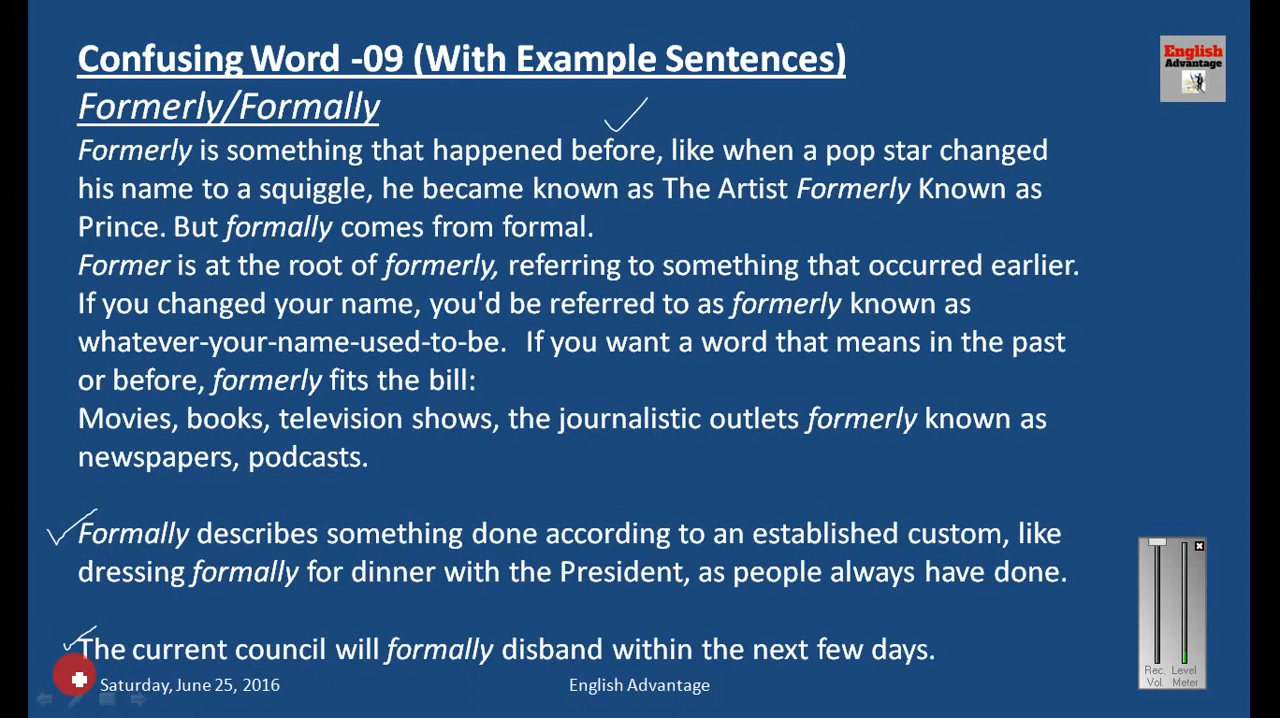 Confusing Word -09 (With Example Sentences)
English
Advantage
Formerly/Formally
Formerly is something that happened before, like when a pop star changed
his name to a squiggle, he became known as The Artist Formerly Known as
Prince. But formally comes from formal.
Former is at the root of formerly, referring to something that occurred earlier.
If you changed your name, you'd be referred to as formerly known as
whatever-your-name-used-to-be. If you want a word that means in the past
or before, formerly fits the bill:
Movies, books, television shows, the journalistic outlets formerly known as
newspapers, podcasts.
Formally describes something done according to an established custom, like
dressing formally for dinner with the President, as people always have done.
The current council will formally disband within the next few days.
Rec. Level
Vol. Meter
Saturday, June 25, 2016 English Advantage